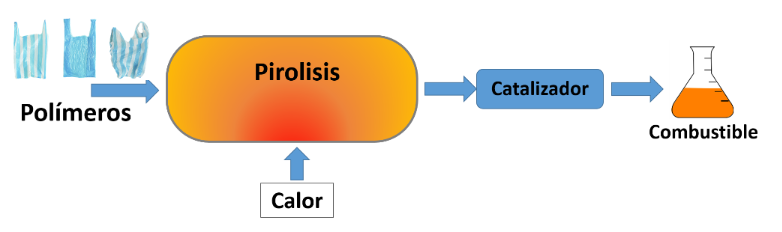 Polímeros
Pirolisis
Calor
Catalizador
Combustible